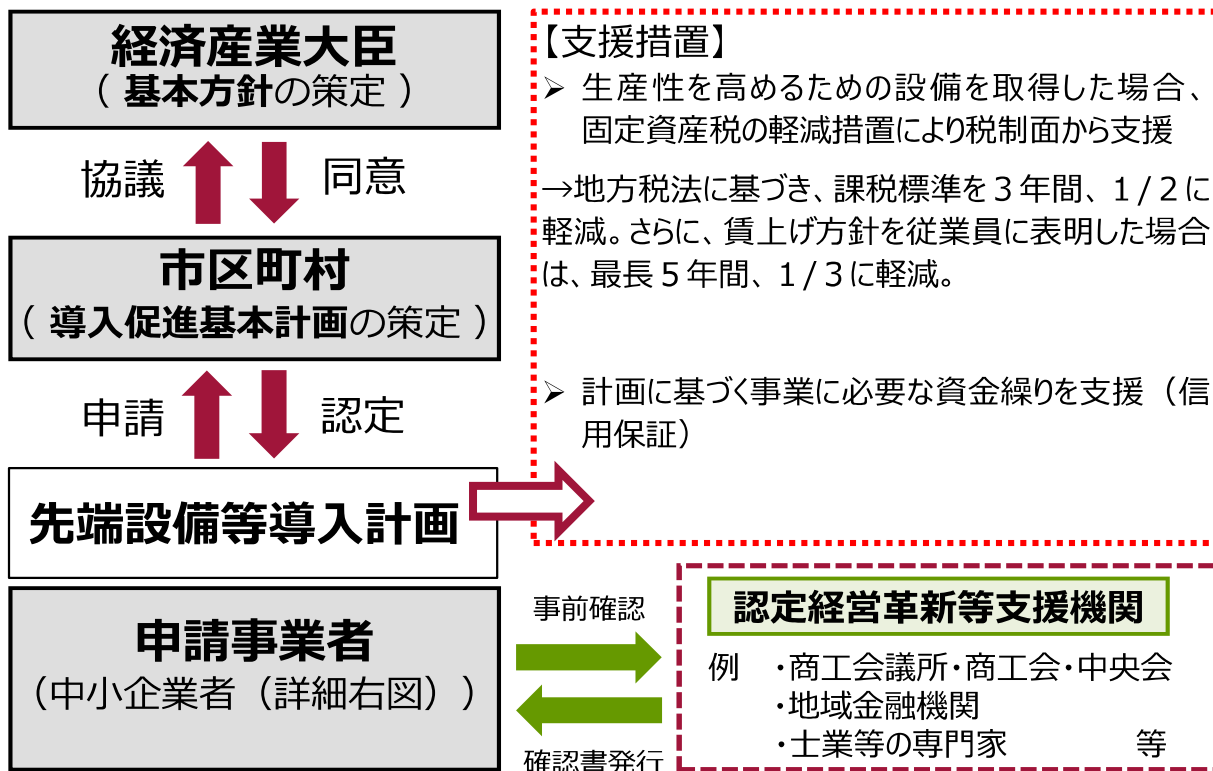 経済産業大臣
（ 基本方針の策定 ）
協議
同意
市区町村
（ 導入促進基本計画の策定 ）
申請
認定
先端設備等導入計画
申請事業者
（中小企業者（詳細右図））
【支援措置】
➢ 生産性を高めるための設備を取得した場合、
固定資産税の軽減措置により税制面から支援
→地方税法に基づき、課税標準を３年間、１/２に
軽減。さらに、賃上げ方針を従業員に表明した場合
は、最長５年間、１/３に軽減。
➢ 計画に基づく事業に必要な資金繰りを支援（信
用保証）
事前確認
確認書発行
認定経営革新等支援機関
例 ・商工会議所・商工会・中央会
・地域金融機関
・士業等の専門家 等